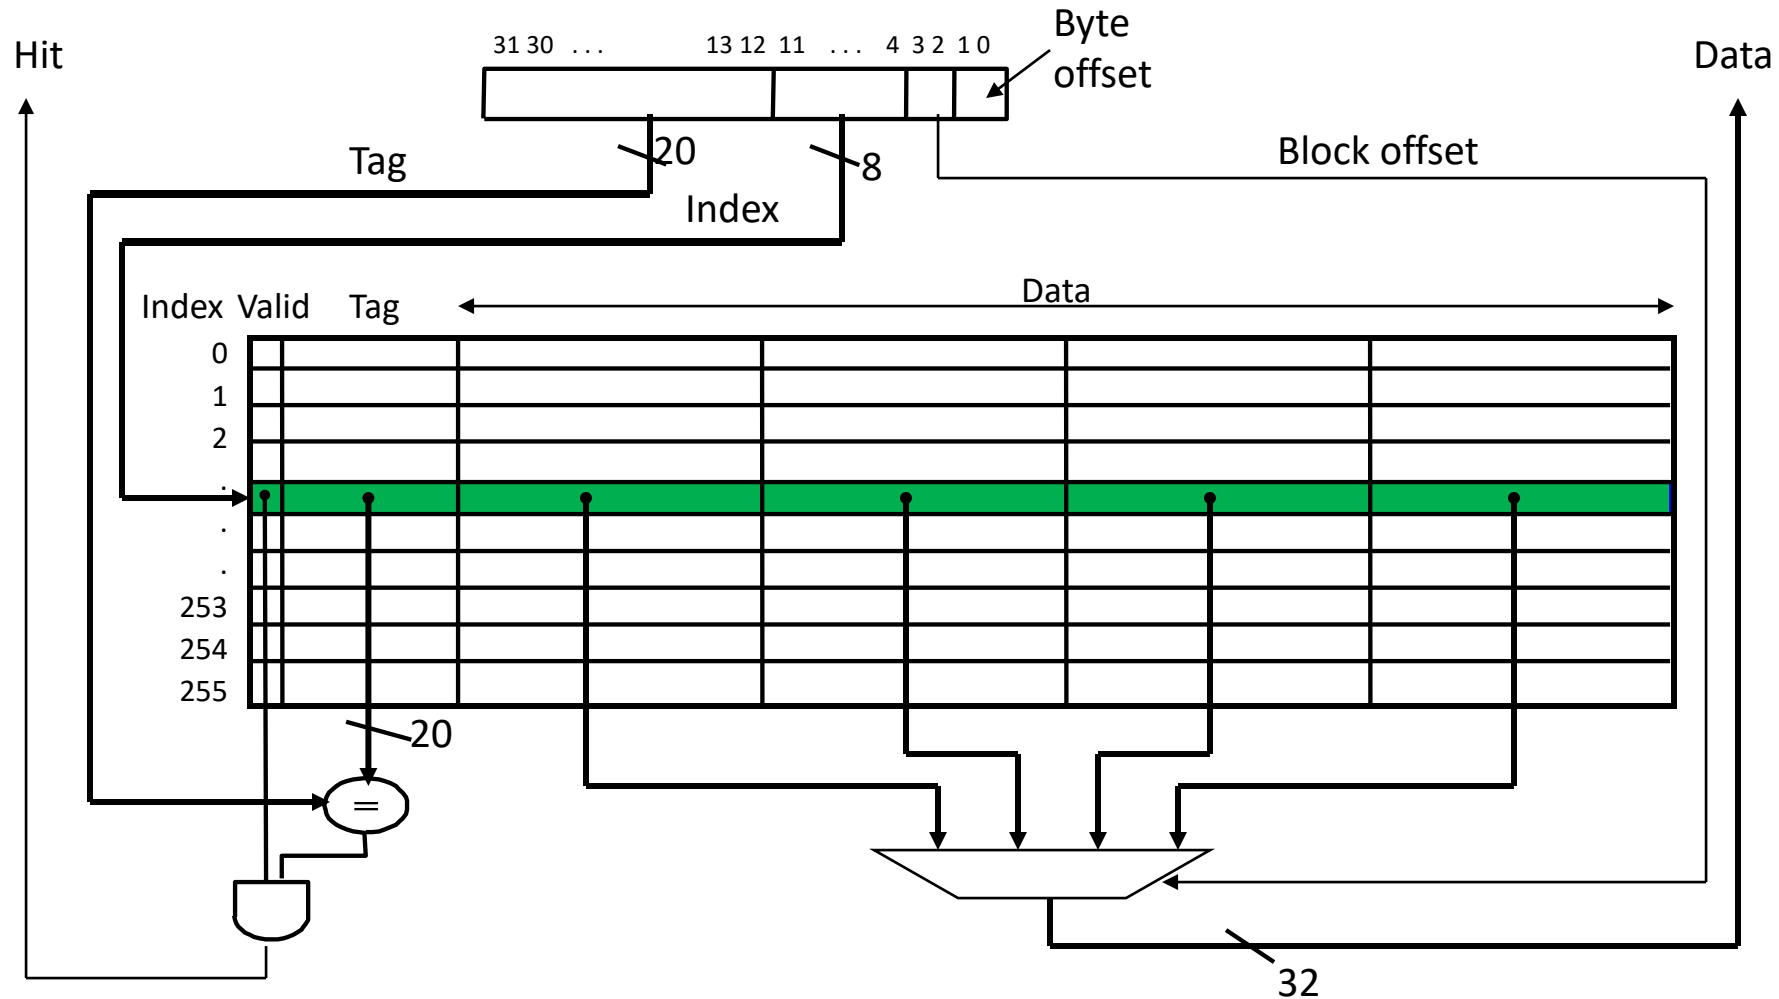 Hit
31 30 . . . 13 12 11 . . . 4 3 2 1 0
Byte
offset
Data
Tag
20
8
Block offset
Index
Index Valid Tag
Data
0
1
2
.
.
.
253
254
255
20
=
32